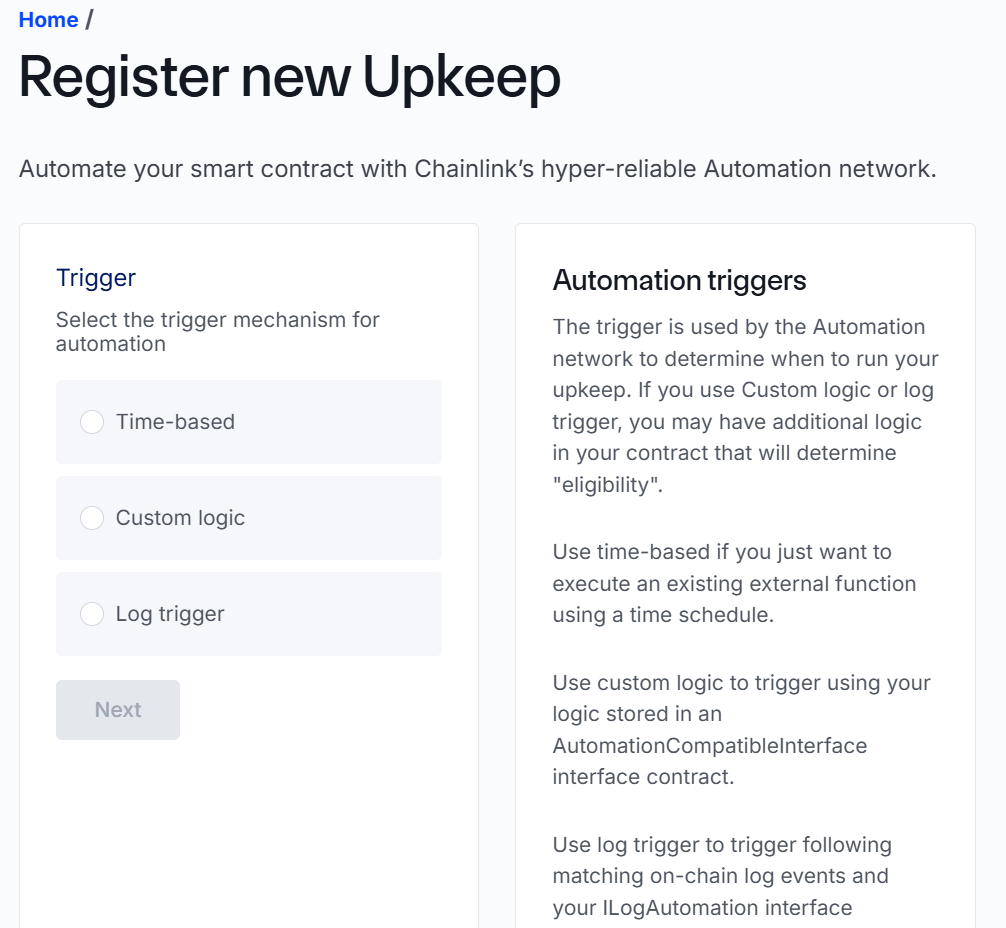 Home /
Register new Upkeep
Automate your smart contract with Chainlink’s hyper-reliable Automation network.
Trigger
Select the trigger mechanism for
automation
Time-based
Custom logic
Log trigger
Next
Automation triggers
The trigger is used by the Automation
network to determine when to run your
upkeep. If you use Custom logic or log
trigger, you may have additional logic
in your contract that will determine
"eligibility".
Use time-based if you just want to
execute an existing external function
using a time schedule.
Use custom logic to trigger using your
logic stored in an
AutomationCompatibleInterface
interface contract.
Use log trigger to trigger following
matching on-chain log events and
your ILogAutomation interface